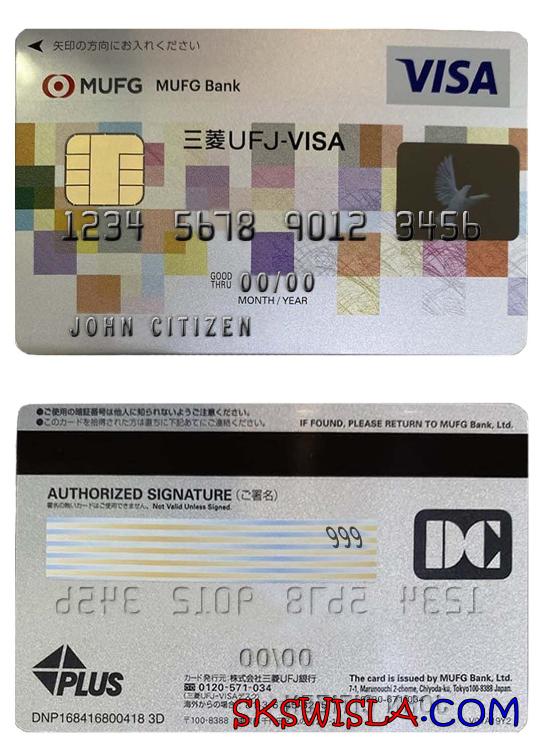 矢印の方向にお入れください
MUFG MUFG Bank
VISA
三菱UFJ-VISA
1234 5678 9012 3456
GOOD THRU 00/00
MONTH / YEAR
JOHN CITIZEN
●ご使用の暗証番号は他人に知られないようご注意ください。
●このカードを拾得された方は直ちに下記あてにご連絡ください。
IF FOUND, PLEASE RETURN TO MUFG Bank, Ltd.
AUTHORIZED SIGNATURE (ご署名)
署名の無いカードはご使用できません。 Not Valid Unless Signed.
999
DC
1234 5678 9012 3456
00/00
PLUS
カード発行元:株式会社三菱UFJ銀行
0120-571-034
(三菱UFJ-VISAデスク)
海外からの場合
〒100-8388
The card is issued by MUFG Bank, Ltd.
7-1, Marunouchi 2-chome, Chiyoda-ku, Tokyo100-8388 Japan.
DNP168416800418 3D
SKSWISLA.COM